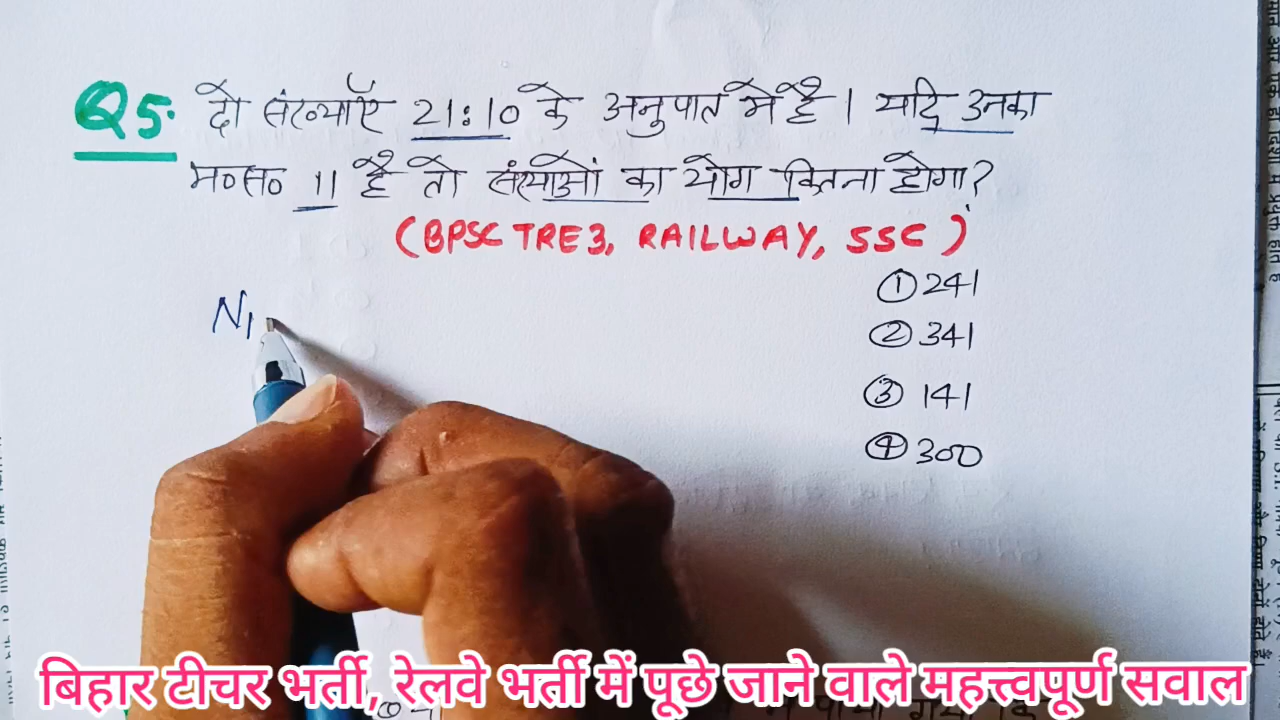 Q5. दो संख्याएँ 21:10 के अनुपात में है। यदि उनका
म०स० 11 है तो संख्याओं का योग कितना होगा?
(BPSC TRE3, RAILWAY, SSC)
① 241
② 341
③ 141
④ 300
N1
बिहार टीचर भर्ती, रेलवे भर्ती में पूछे जाने वाले महत्त्वपूर्ण सवाल